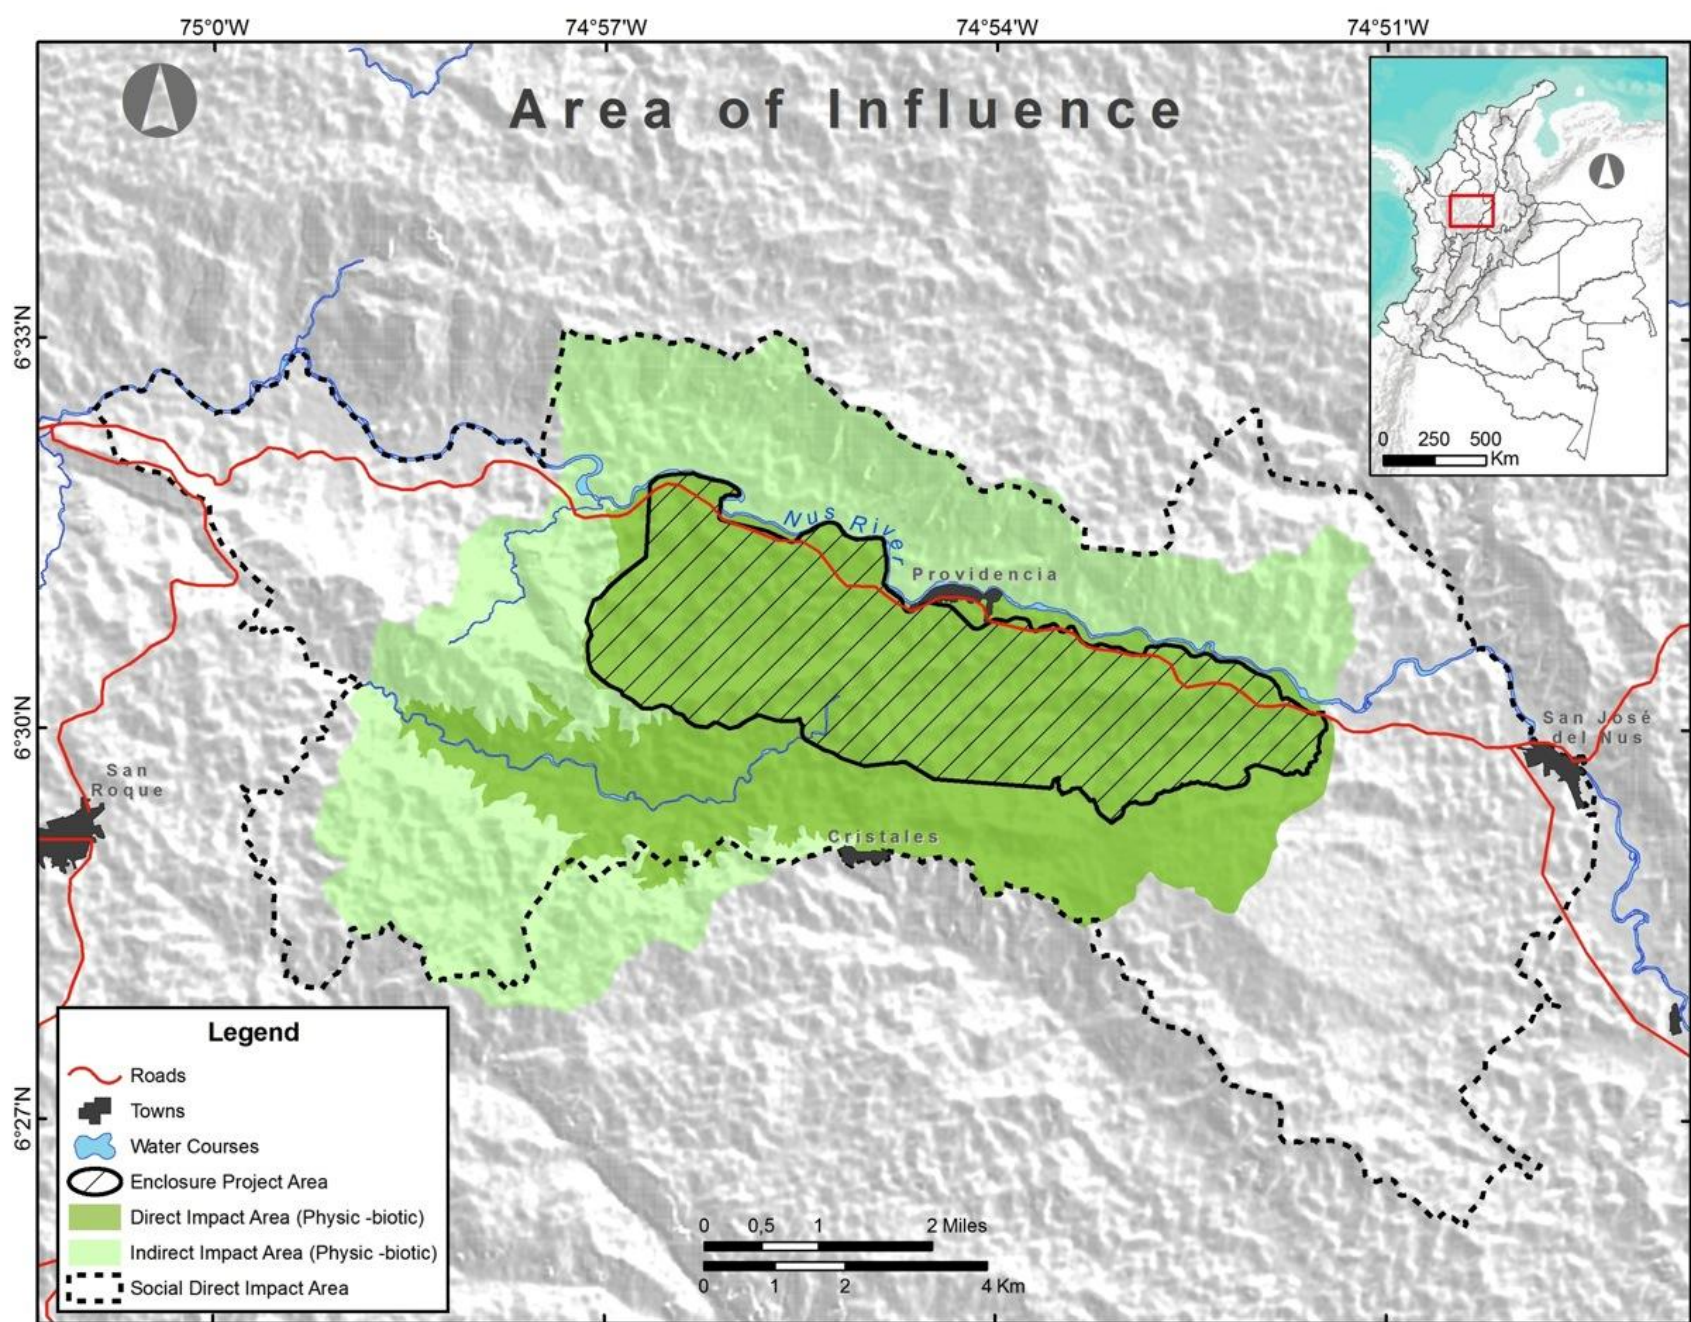 75°0'W
74°57'W
74°54'W
74°51'W
Area of Influence
6°33'N
6°30'N
6°27'N
0 250 500
Km
Nus River
Providencia
San José
del Nus
San
Roque
Cristales
Legend
Roads
Towns
Water Courses
Enclosure Project Area
Direct Impact Area (Physic -biotic)
Indirect Impact Area (Physic -biotic)
Social Direct Impact Area
0 0,5 1 2 Miles
0 1 2 4 Km